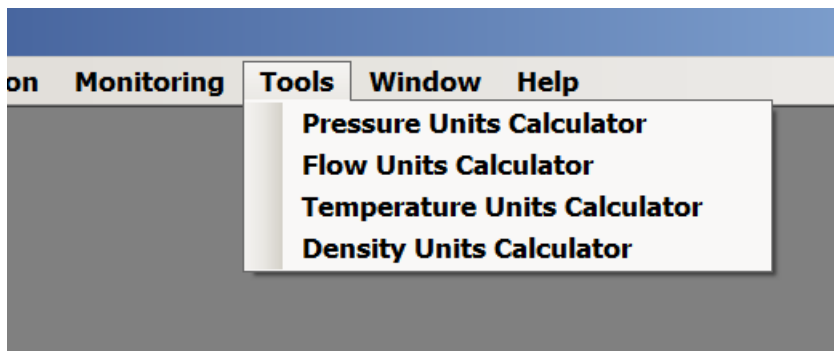 on Monitoring Tools Window Help
Pressure Units Calculator
Flow Units Calculator
Temperature Units Calculator
Density Units Calculator